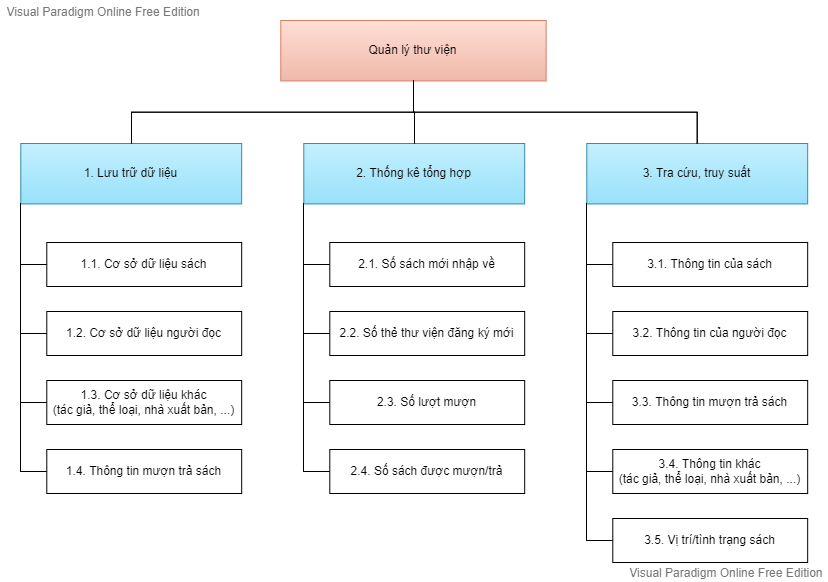 Visual Paradigm Online Free Edition
Quản lý thư viện
1. Lưu trữ dữ liệu
2. Thống kê tổng hợp
3. Tra cứu, truy suất
1.1. Cơ sở dữ liệu sách
1.2. Cơ sở dữ liệu người đọc
1.3. Cơ sở dữ liệu khác
(tác giả, thể loại, nhà xuất bản, ...)
1.4. Thông tin mượn trả sách
2.1. Số sách mới nhập về
2.2. Số thẻ thư viện đăng ký mới
2.3. Số lượt mượn
2.4. Số sách được mượn/trả
3.1. Thông tin của sách
3.2. Thông tin của người đọc
3.3. Thông tin mượn trả sách
3.4. Thông tin khác
(tác giả, thể loại, nhà xuất bản, ...)
3.5. Vị trí/tình trạng sách
Visual Paradigm Online Free Edition